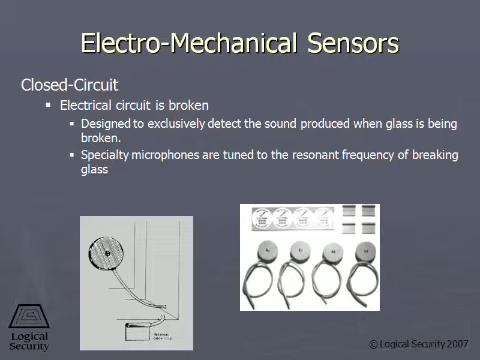 Electro-Mechanical Sensors
Closed-Circuit
Electrical circuit is broken
Designed to exclusively detect the sound produced when glass is being
broken.
Specialty microphones are tuned to the resonant frequency of breaking
glass
Logical
Security
© Logical Security 2007